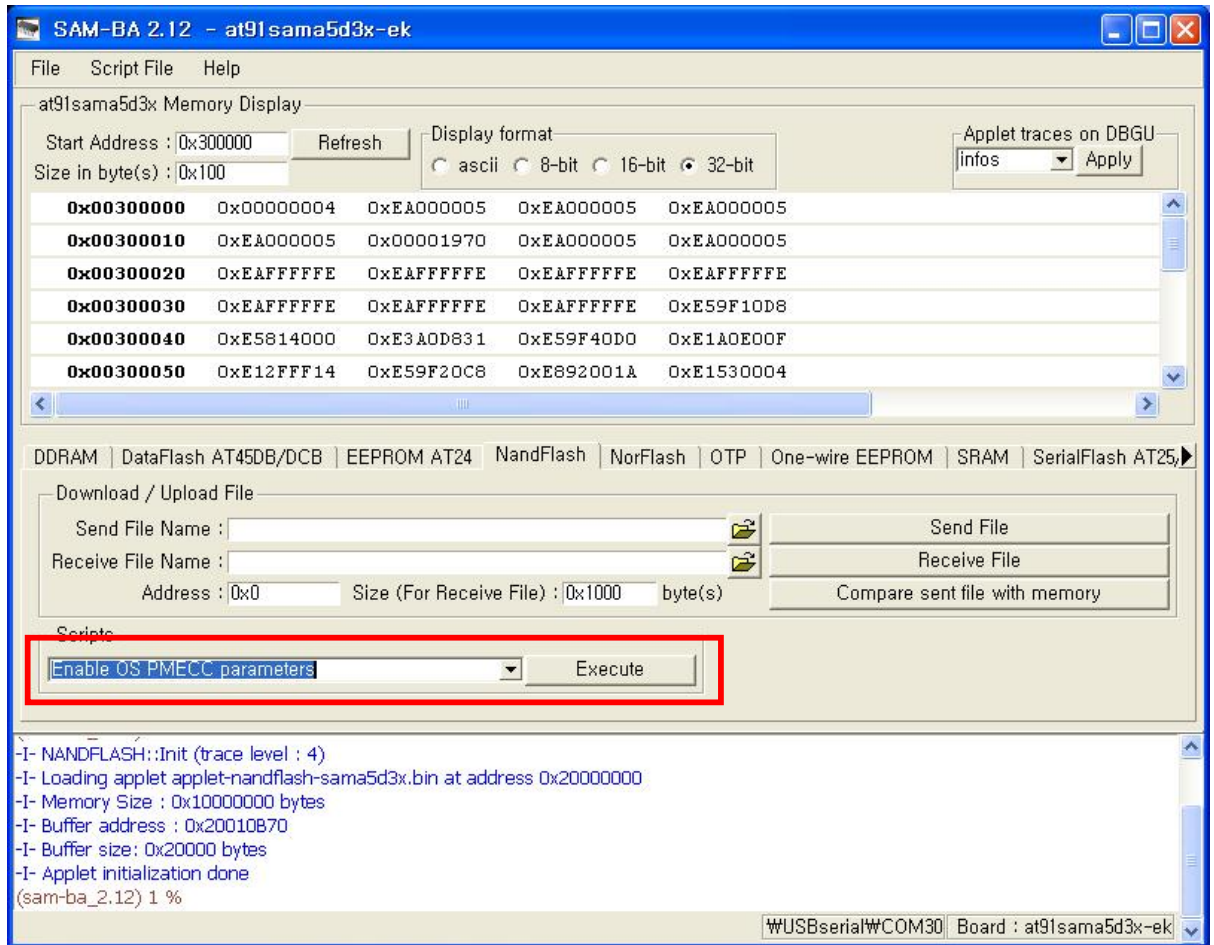 SAM-BA 2.12 - at91sama5d3x-ek
File Script File Help
at91sama5d3x Memory Display
Start Address : 0x300000 Refresh
Size in byte(s) : 0x100
Display format
ascii 8-bit 16-bit 32-bit
Applet traces on DBGU
infos Apply
0x00300000 0x00000004 0xEA000005 0xEA000005 0xEA000005
0x00300010 0xEA000005 0x00001970 0xEA000005 0xEA000005
0x00300020 0xEAFFFFFE 0xEAFFFFFE 0xEAFFFFFE 0xEAFFFFFE
0x00300030 0xEAFFFFFE 0xEAFFFFFE 0xEAFFFFFE 0xE59F10D8
0x00300040 0xE5814000 0xE3A0D831 0xE59F40D0 0xE1A0E00F
0x00300050 0xE12FFF14 0xE59F20C8 0xE892001A 0xE1530004
DDRAM DataFlash AT45DB/DCB EEPROM AT24 NandFlash NorFlash OTP One-wire EEPROM SRAM SerialFlash AT25/
Download / Upload File
Send File Name : Send File
Receive File Name : Receive File
Address : 0x0 Size (For Receive File) : 0x1000 byte(s) Compare sent file with memory
Scripts
Enable OS PMECC parameters Execute
-I- NANDFLASH::Init (trace level : 4)
-I- Loading applet applet-nandflash-sama5d3x.bin at address 0x20000000
-I- Memory Size : 0x10000000 bytes
-I- Buffer address : 0x20010B70
-I- Buffer size: 0x20000 bytes
-I- Applet initialization done
(sam-ba_2.12) 1 %
₩USBserial₩COM30 Board : at91sama5d3x-ek